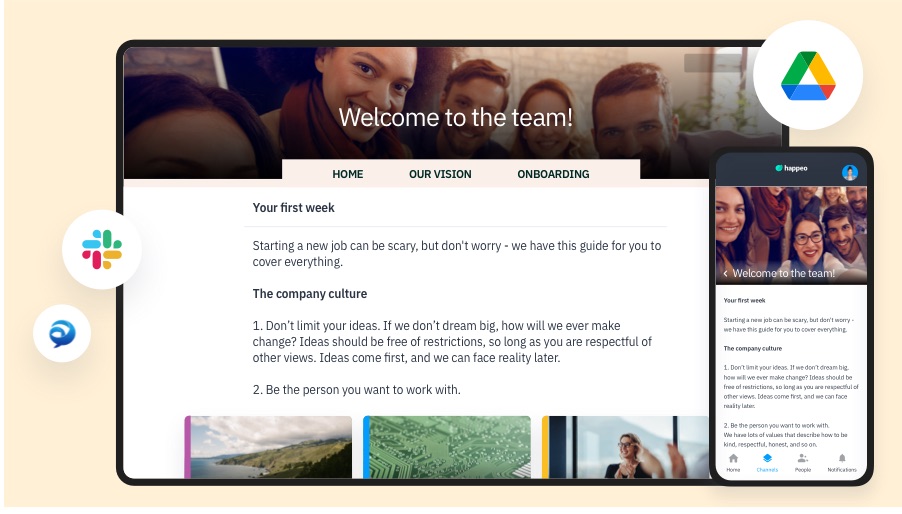 Welcome to the team!
HOME OUR VISION ONBOARDING
Your first week
Starting a new job can be scary, but don't worry - we have this guide for you to
cover everything.
The company culture
1. Don't limit your ideas. If we don't dream big, how will we ever make
change? Ideas should be free of restrictions, so long as you are respectful of
other views. Ideas come first, and we can face reality later.
2. Be the person you want to work with.
happeo
Welcome to the team!
Your first week
Starting a new job can be scary, but don't worry -
we have this guide for you to cover everything.
The company culture
1. Don't limit your ideas. If we don't dream big,
how will we ever make change? Ideas should be
free of restrictions, so long as you are respectful of
other views. Ideas come first, and we can face
reality later.
2. Be the person you want to work with.
We have lots of values that describe how to be
kind, respectful, honest, and so on.
Home Channels People Notifications